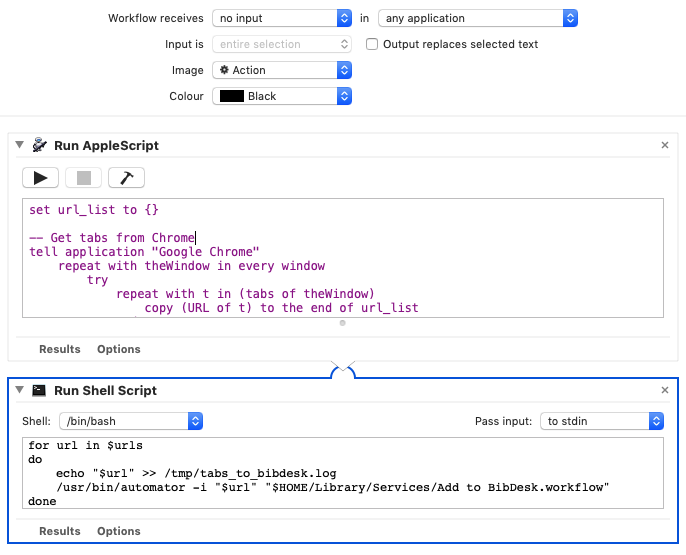 Workflow receives no input in any application
Input is entire selection Output replaces selected text
Image Action
Colour Black
Run AppleScript
set url_list to {}
-- Get tabs from Chrome
tell application "Google Chrome"
    repeat with theWindow in every window
        try
            repeat with t in (tabs of theWindow)
                copy (URL of t) to the end of url_list
Results Options
Run Shell Script
Shell: /bin/bash Pass input: to stdin
for url in $urls
do
    echo "$url" >> /tmp/tabs_to_bibdesk.log
    /usr/bin/automator -i "$url" "$HOME/Library/Services/Add to BibDesk.workflow"
done
Results Options